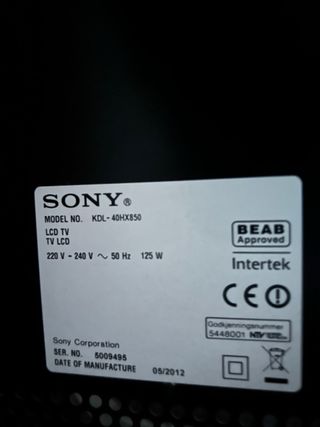 SONY®
MODEL NO. KDL-40HX850
LCD TV
TV LCD
220 V - 240 V ~ 50 Hz 125 W
BEAB
Approved
Intertek
CE
Godkjenningsnummer
5448001
Sony Corporation
SER. NO. 5009495
DATE OF MANUFACTURE 05/2012